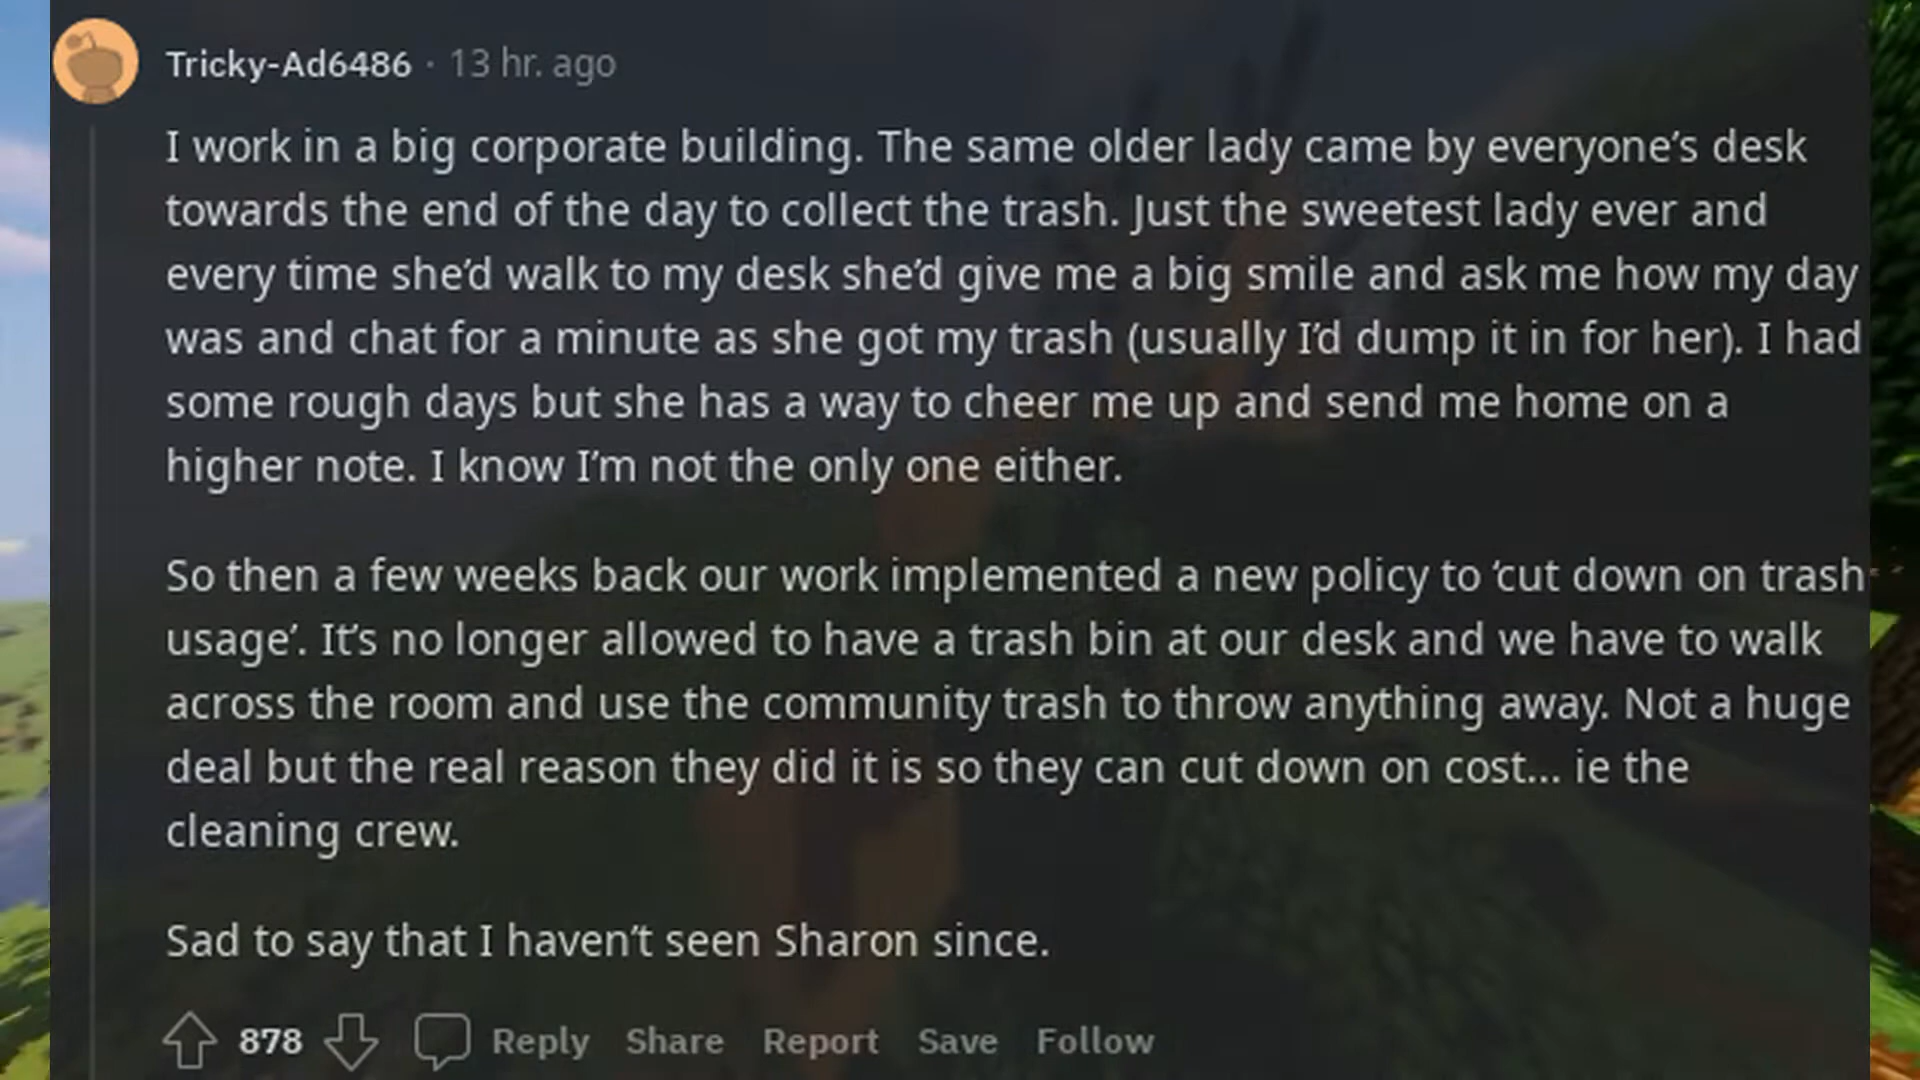 Tricky-Ad6486 · 13 hr. ago
I work in a big corporate building. The same older lady came by everyone’s desk
towards the end of the day to collect the trash. Just the sweetest lady ever and
every time she’d walk to my desk she’d give me a big smile and ask me how my day
was and chat for a minute as she got my trash (usually I’d dump it in for her). I had
some rough days but she has a way to cheer me up and send me home on a
higher note. I know I’m not the only one either.
So then a few weeks back our work implemented a new policy to ‘cut down on trash
usage’. It’s no longer allowed to have a trash bin at our desk and we have to walk
across the room and use the community trash to throw anything away. Not a huge
deal but the real reason they did it is so they can cut down on cost... ie the
cleaning crew.
Sad to say that I haven’t seen Sharon since.
878 Reply Share Report Save Follow